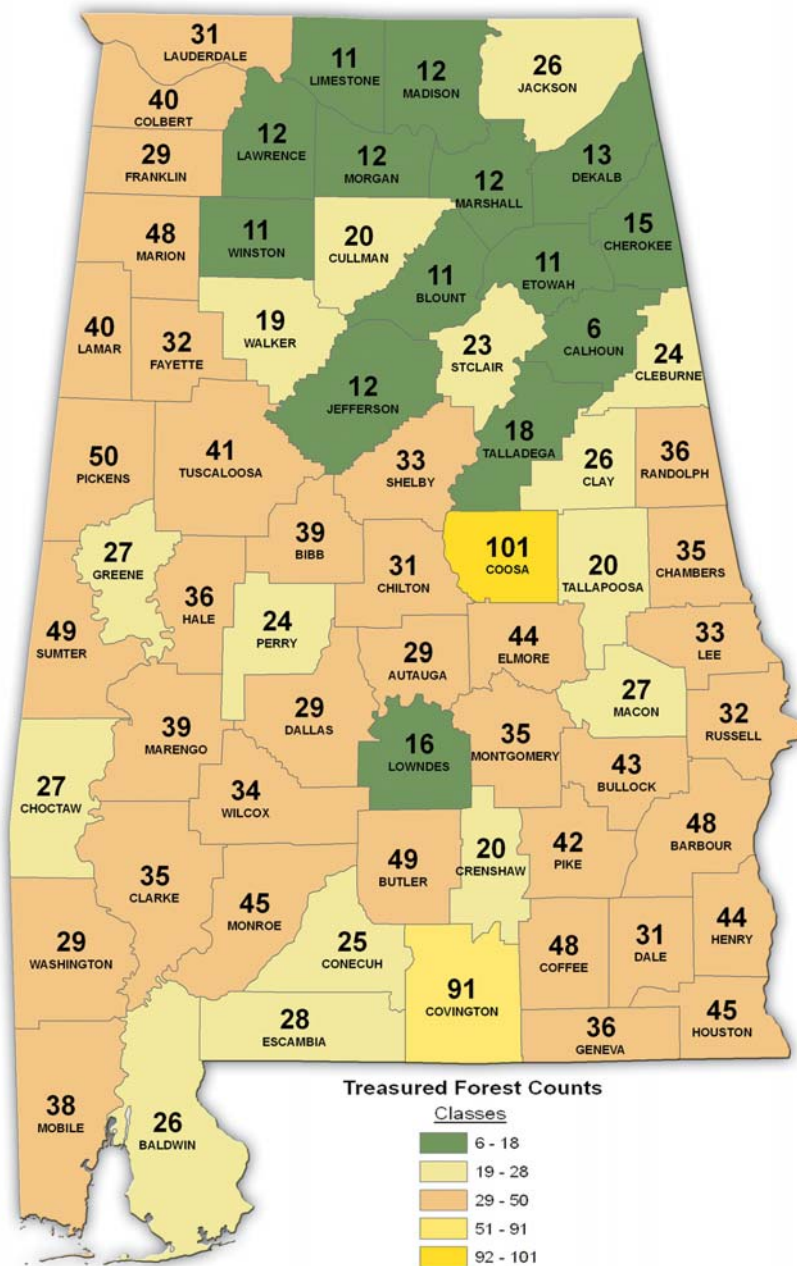 31
LAUDERDALE
11
LIMESTONE
12
MADISON
26
JACKSON
40
COLBERT
12
LAWRENCE
12
MORGAN
12
MARSHALL
13
DEKALB
29
FRANKLIN
15
CHEROKEE
48
MARION
11
WINSTON
20
CULLMAN
11
BLOUNT
11
ETOWAH
40
LAMAR
32
FAYETTE
19
WALKER
23
STCLAIR
6
CALHOUN
24
CLEBURNE
12
JEFFERSON
50
PICKENS
41
TUSCALOOSA
33
SHELBY
18
TALLADEGA
26
CLAY
36
RANDOLPH
27
GREENE
39
BIBB
31
CHILTON
101
COOSA
20
TALLAPOOSA
35
CHAMBERS
49
SUMTER
36
HALE
24
PERRY
29
AUTAUGA
44
ELMORE
33
LEE
39
MARENGO
29
DALLAS
16
LOWNDES
35
MONTGOMERY
27
MACON
32
RUSSELL
27
CHOCTAW
34
WILCOX
43
BULLOCK
48
BARBOUR
35
CLARKE
45
MONROE
49
BUTLER
20
CRENSHAW
42
PIKE
29
WASHINGTON
25
CONECUH
91
COVINGTON
48
COFFEE
31
DALE
44
HENRY
28
ESCAMBIA
36
GENEVA
45
HOUSTON
38
MOBILE
26
BALDWIN
Treasured Forest Counts
Classes
6 - 18
19 - 28
29 - 50
51 - 91
92 - 101